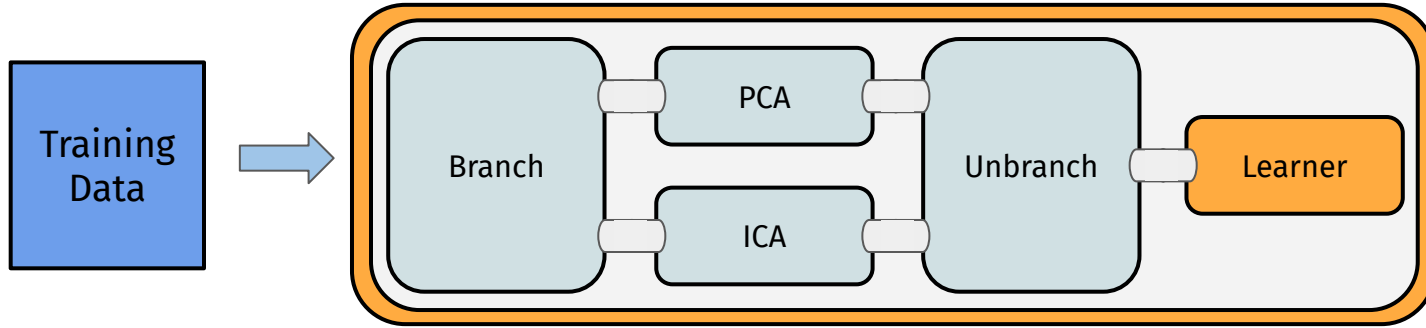 Training
Data
Branch
PCA
ICA
Unbranch
Learner